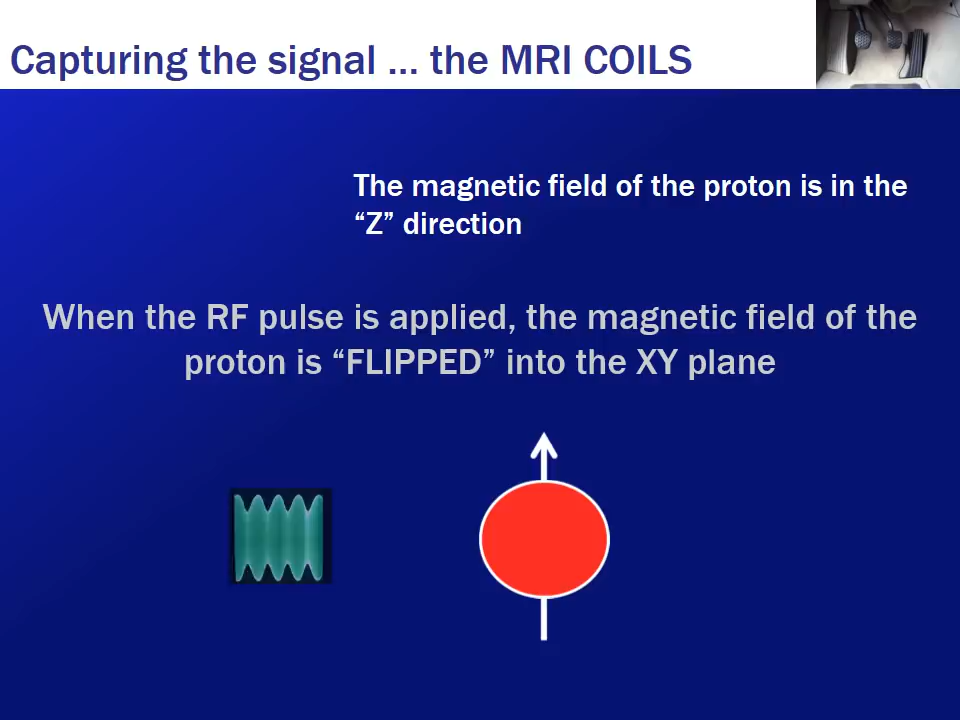 Capturing the signal ... the MRI COILS
The magnetic field of the proton is in the
“Z” direction
When the RF pulse is applied, the magnetic field of the
proton is “FLIPPED” into the XY plane